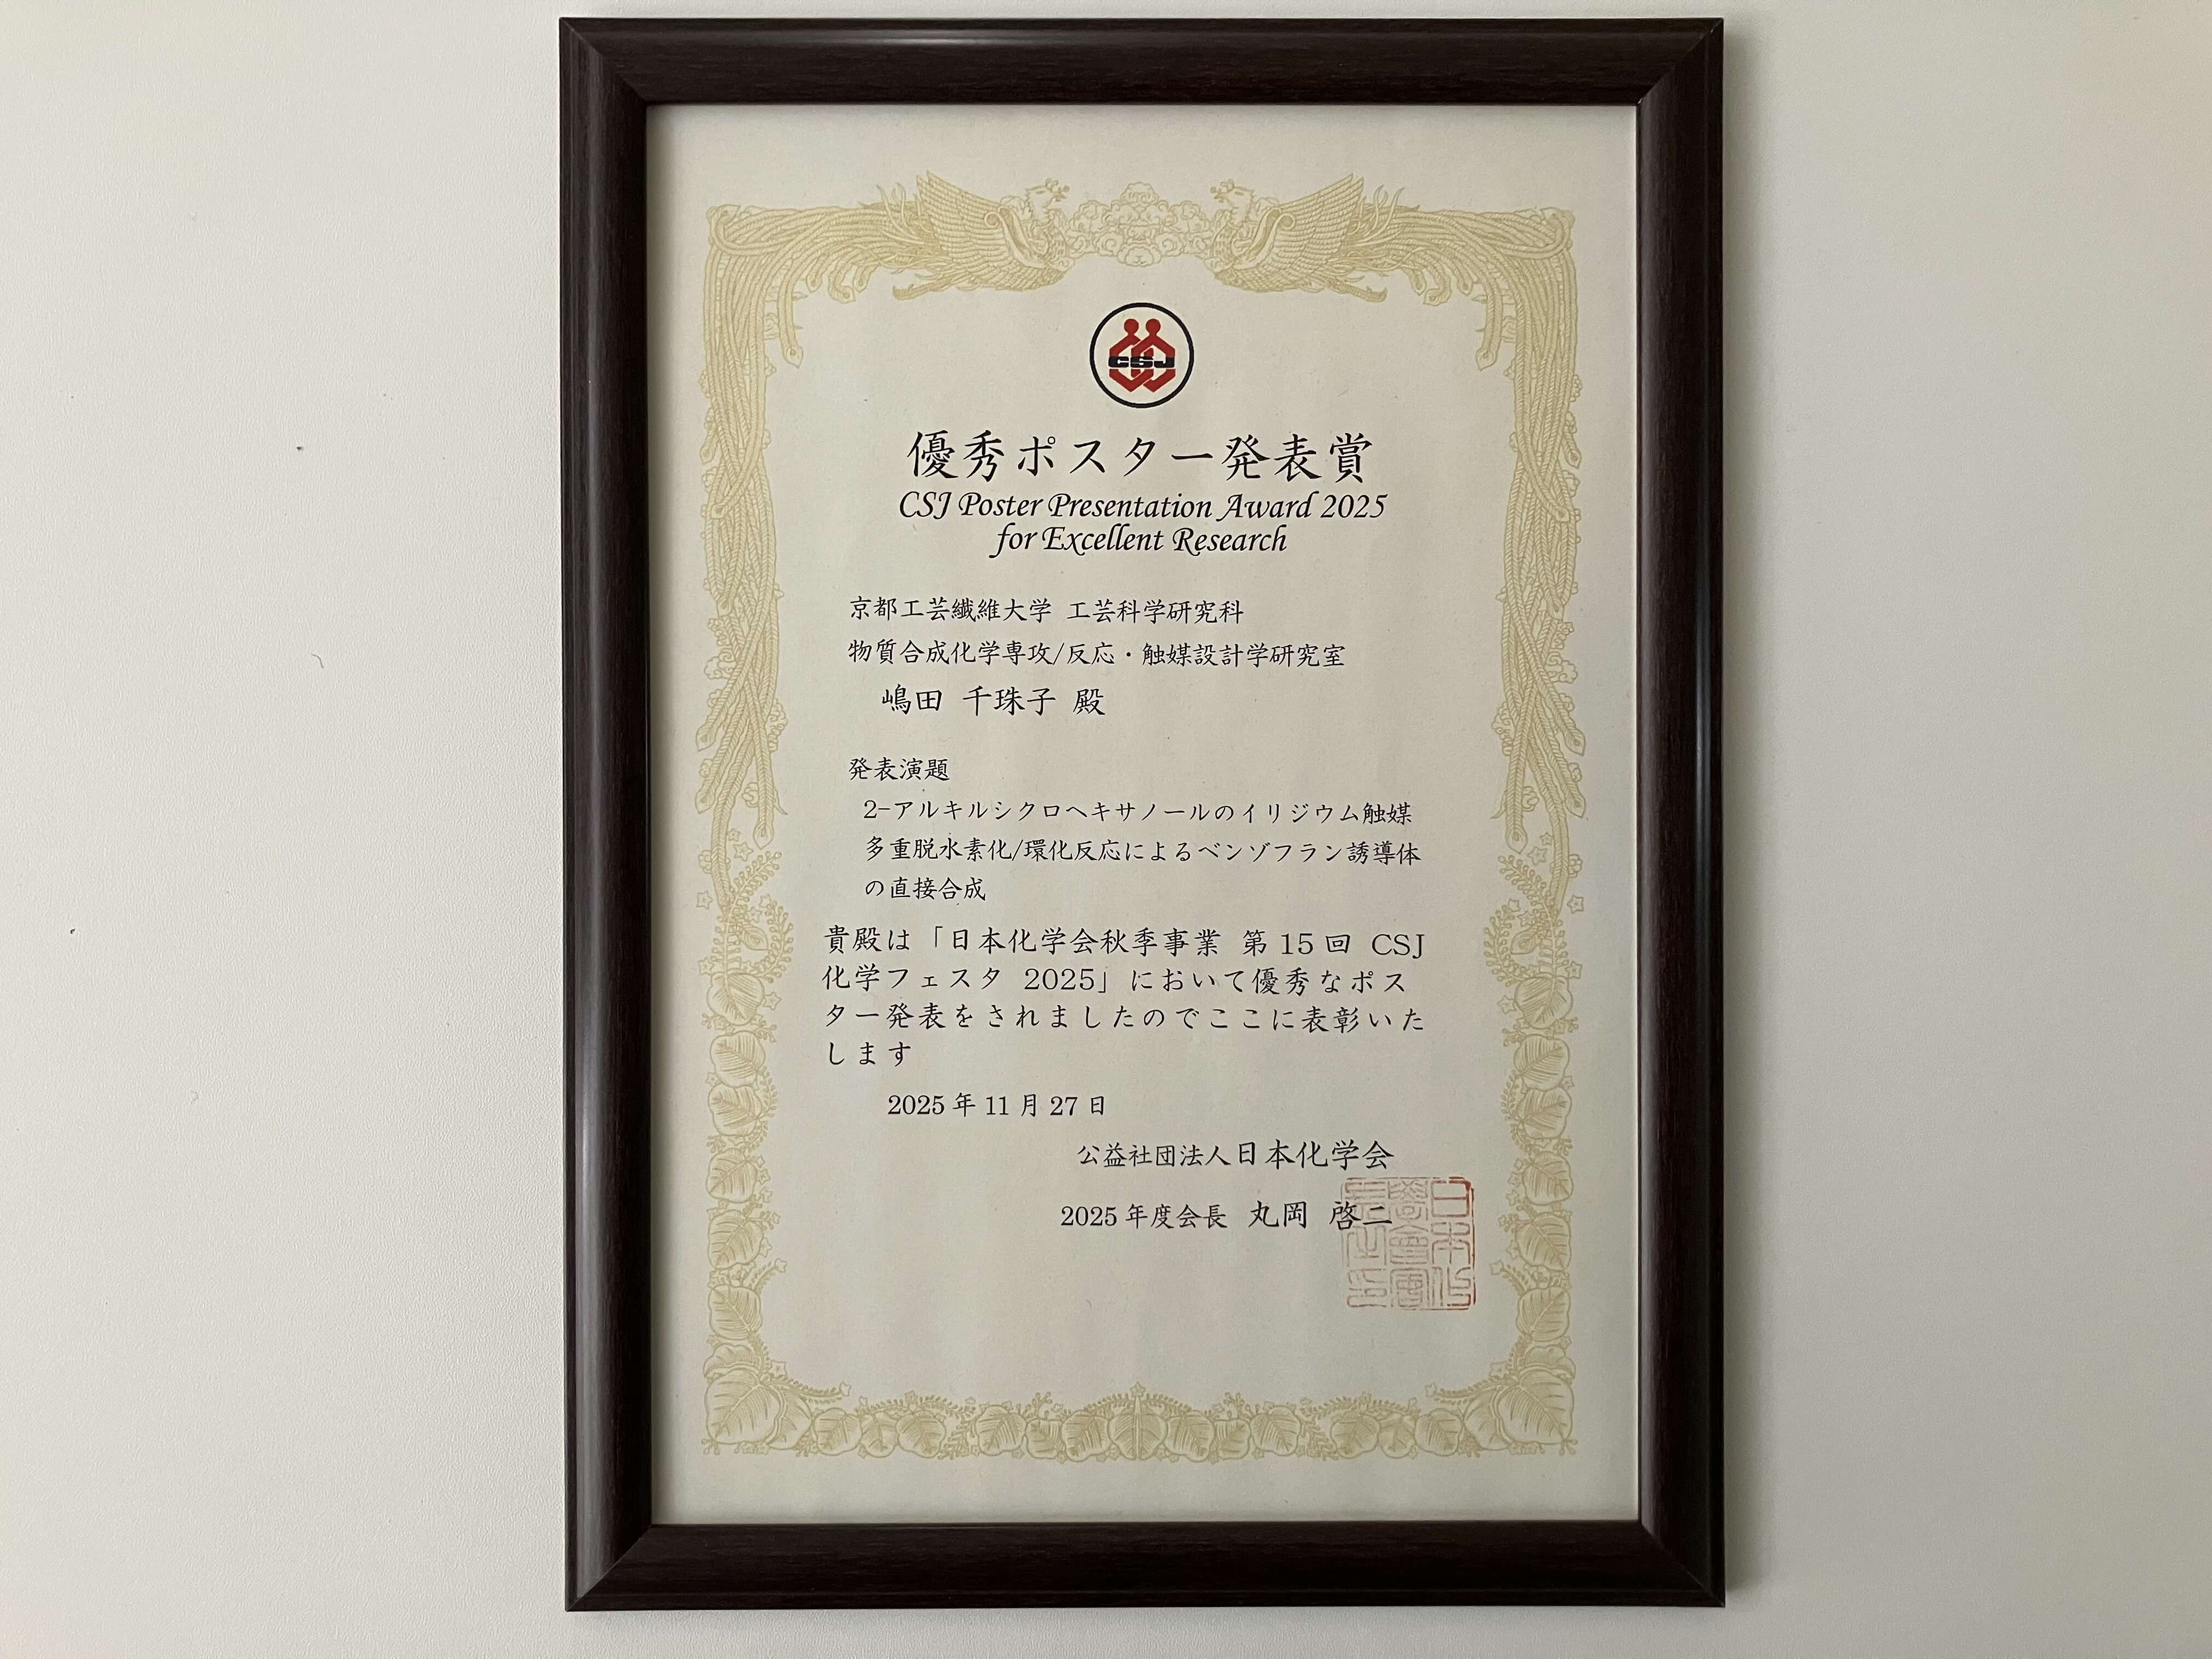 CSJ
優秀ポスター発表賞
CSJ Poster Presentation Award 2025
for Excellent Research
京都工芸繊維大学 工芸科学研究科
物質合成化学専攻/反応・触媒設計学研究室
嶋田 千珠子 殿
発表演題
2-アルキルシクロヘキサノールのイリジウム触媒
多重脱水素化/環化反応によるベンゾフラン誘導体
の直接合成
貴殿は「日本化学会秋季事業 第15回 CSJ
化学フェスタ 2025」において優秀なポス
ター発表をされましたのでここに表彰いた
します
2025年11月27日
公益社団法人日本化学会
2025年度会長 丸岡 啓二